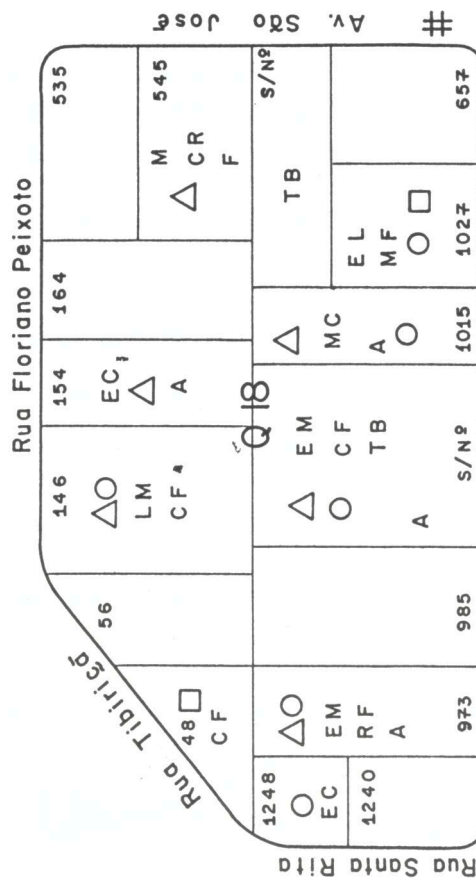 Rua Floriano Peixoto
Rua Tibiriçá
Rua Santa Rita
Av. São José
#
535
545
M
CR
F
164
154
EC
A
146
LM
CF
56
48
CF
Q 18
S/Nº
TB
657
EL
MF
1027
MC
A
1015
EM
CF
TB
A
S/Nº
985
EM
RF
A
973
1248
EC
1240